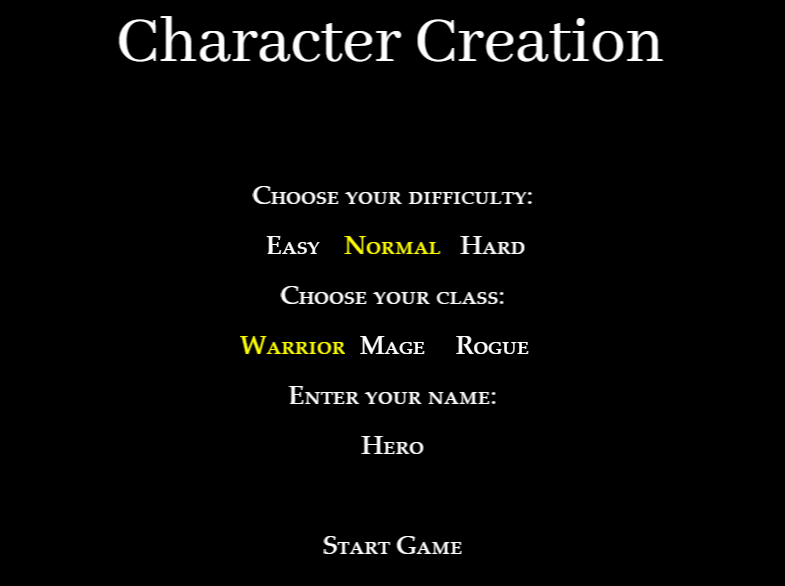 Character Creation
Choose your difficulty:
Easy Normal Hard
Choose your class:
Warrior Mage Rogue
Enter your name:
Hero
Start Game